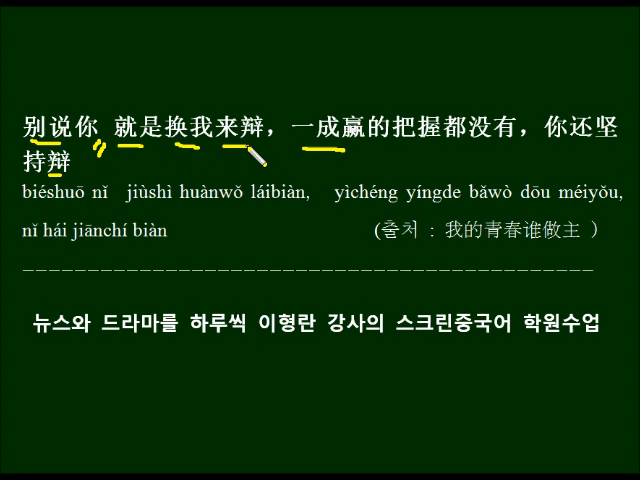 别说你 就是换我来辩，一成赢的把握都没有，你还坚
持辩
biéshuō nǐ jiùshì huànwǒ láibiàn, yìchéng yíngde bǎwò dōu méiyǒu,
nǐ hái jiānchí biàn (출처 : 我的青春谁做主 )
뉴스와 드라마를 하루씩 이형란 강사의 스크린중국어 학원수업